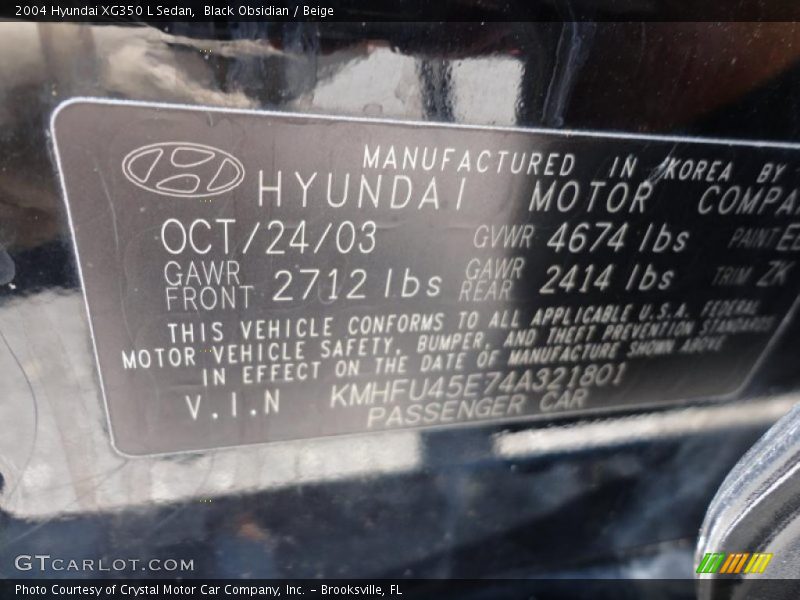 2004 Hyundai XG350 L Sedan, Black Obsidian / Beige
MANUFACTURED IN KOREA BY
HYUNDAI MOTOR COMPA
OCT/24/03 GVWR 4674 lbs PAINT
GAWR FRONT 2712 lbs GAWR REAR 2414 lbs TRIM ZK
THIS VEHICLE CONFORMS TO ALL APPLICABLE U.S.A. FEDERAL
MOTOR VEHICLE SAFETY, BUMPER, AND THEFT PREVENTION STANDARDS
IN EFFECT ON THE DATE OF MANUFACTURE SHOWN ABOVE
V.I.N KMHFU45E74A321801
PASSENGER CAR
GTCARLOT.COM
Photo Courtesy of Crystal Motor Car Company, Inc. - Brooksville, FL